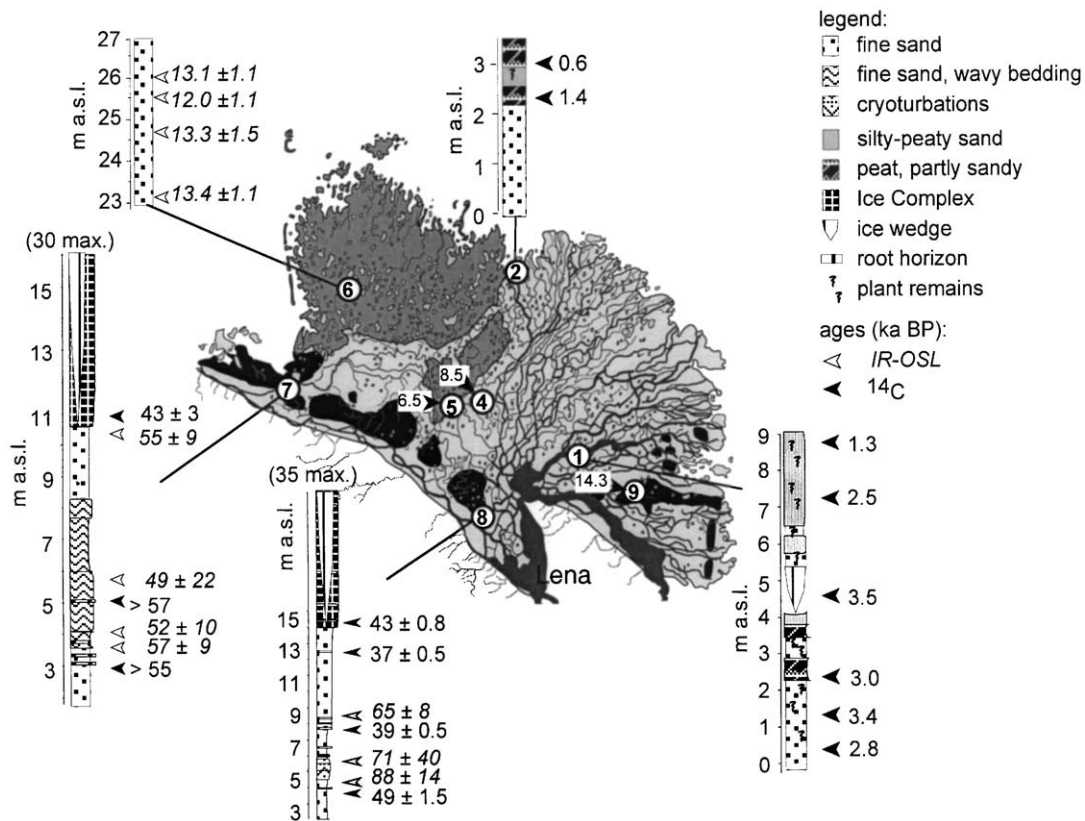 27
26
25
24
23
m a.s.l.
13.1 ±1.1
12.0 ±1.1
13.3 ±1.5
13.4 ±1.1
3
2
1
0
m a.s.l.
0.6
1.4
legend:
fine sand
fine sand, wavy bedding
cryoturbations
silty-peaty sand
peat, partly sandy
Ice Complex
ice wedge
root horizon
plant remains
ages (ka BP):
IR-OSL
14C
(30 max.)
15
13
11
9
7
5
3
m a.s.l.
43 ± 3
55 ± 9
49 ± 22
> 57
52 ± 10
57 ± 9
> 55
6
2
7
8.5
6.5
5
4
1
14.3
9
8
Lena
(35 max.)
15
13
11
9
7
5
3
m a.s.l.
43 ± 0.8
37 ± 0.5
65 ± 8
39 ± 0.5
71 ± 40
88 ± 14
49 ± 1.5
9
8
7
6
5
4
3
2
1
0
m a.s.l.
1.3
2.5
3.5
3.0
3.4
2.8